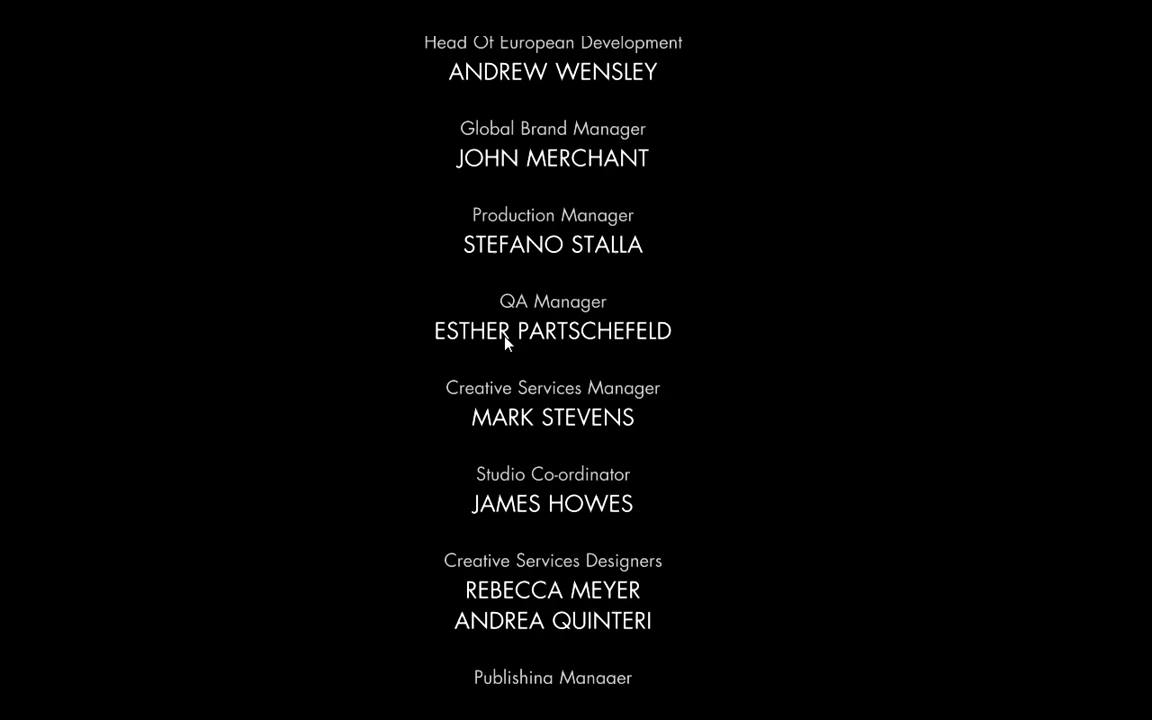 Head Of European Development
ANDREW WENSLEY
Global Brand Manager
JOHN MERCHANT
Production Manager
STEFANO STALLA
QA Manager
ESTHER PARTSCHEFELD
Creative Services Manager
MARK STEVENS
Studio Co-ordinator
JAMES HOWES
Creative Services Designers
REBECCA MEYER
ANDREA QUINTERI
Publishing Manager